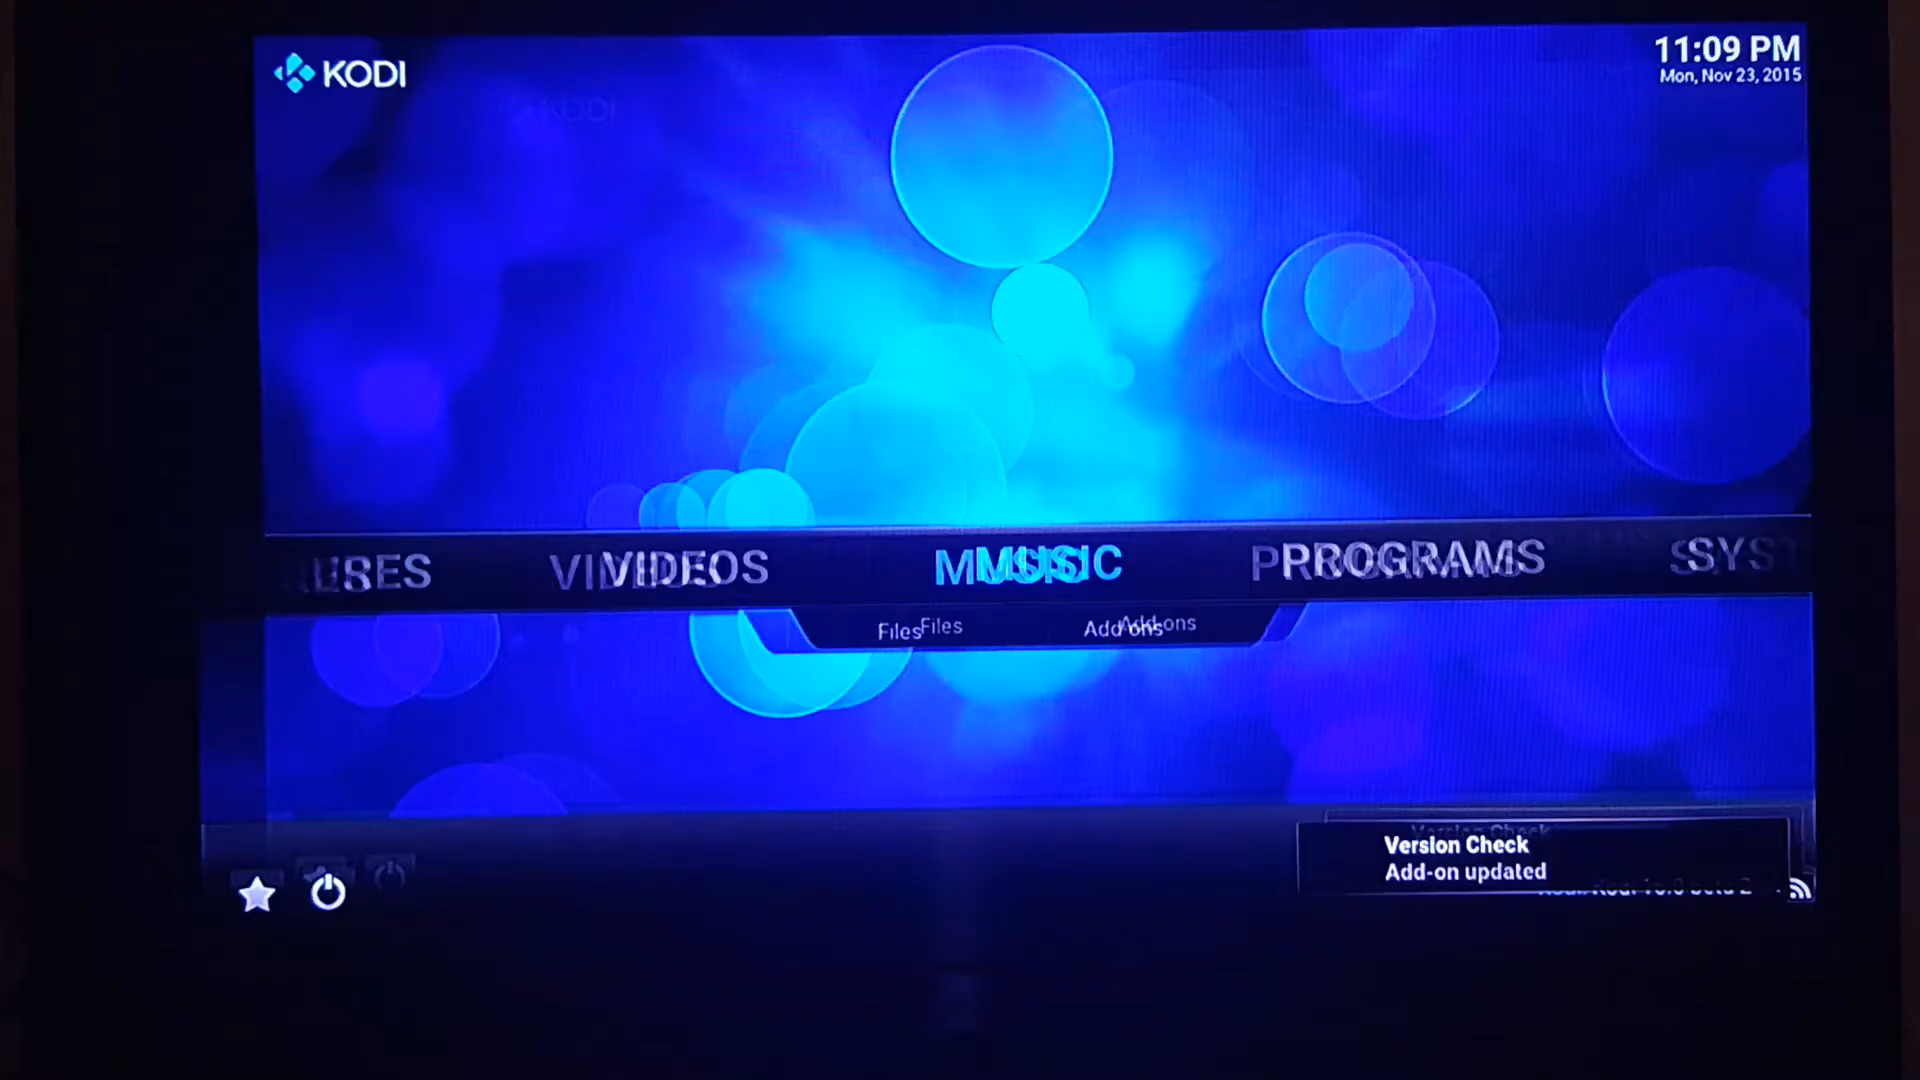 KODI
11:09 PM
Mon, Nov 23, 2015
VIDEOS
MUSIC
PROGRAMS
Files
Add-ons
Version Check
Add-on updated